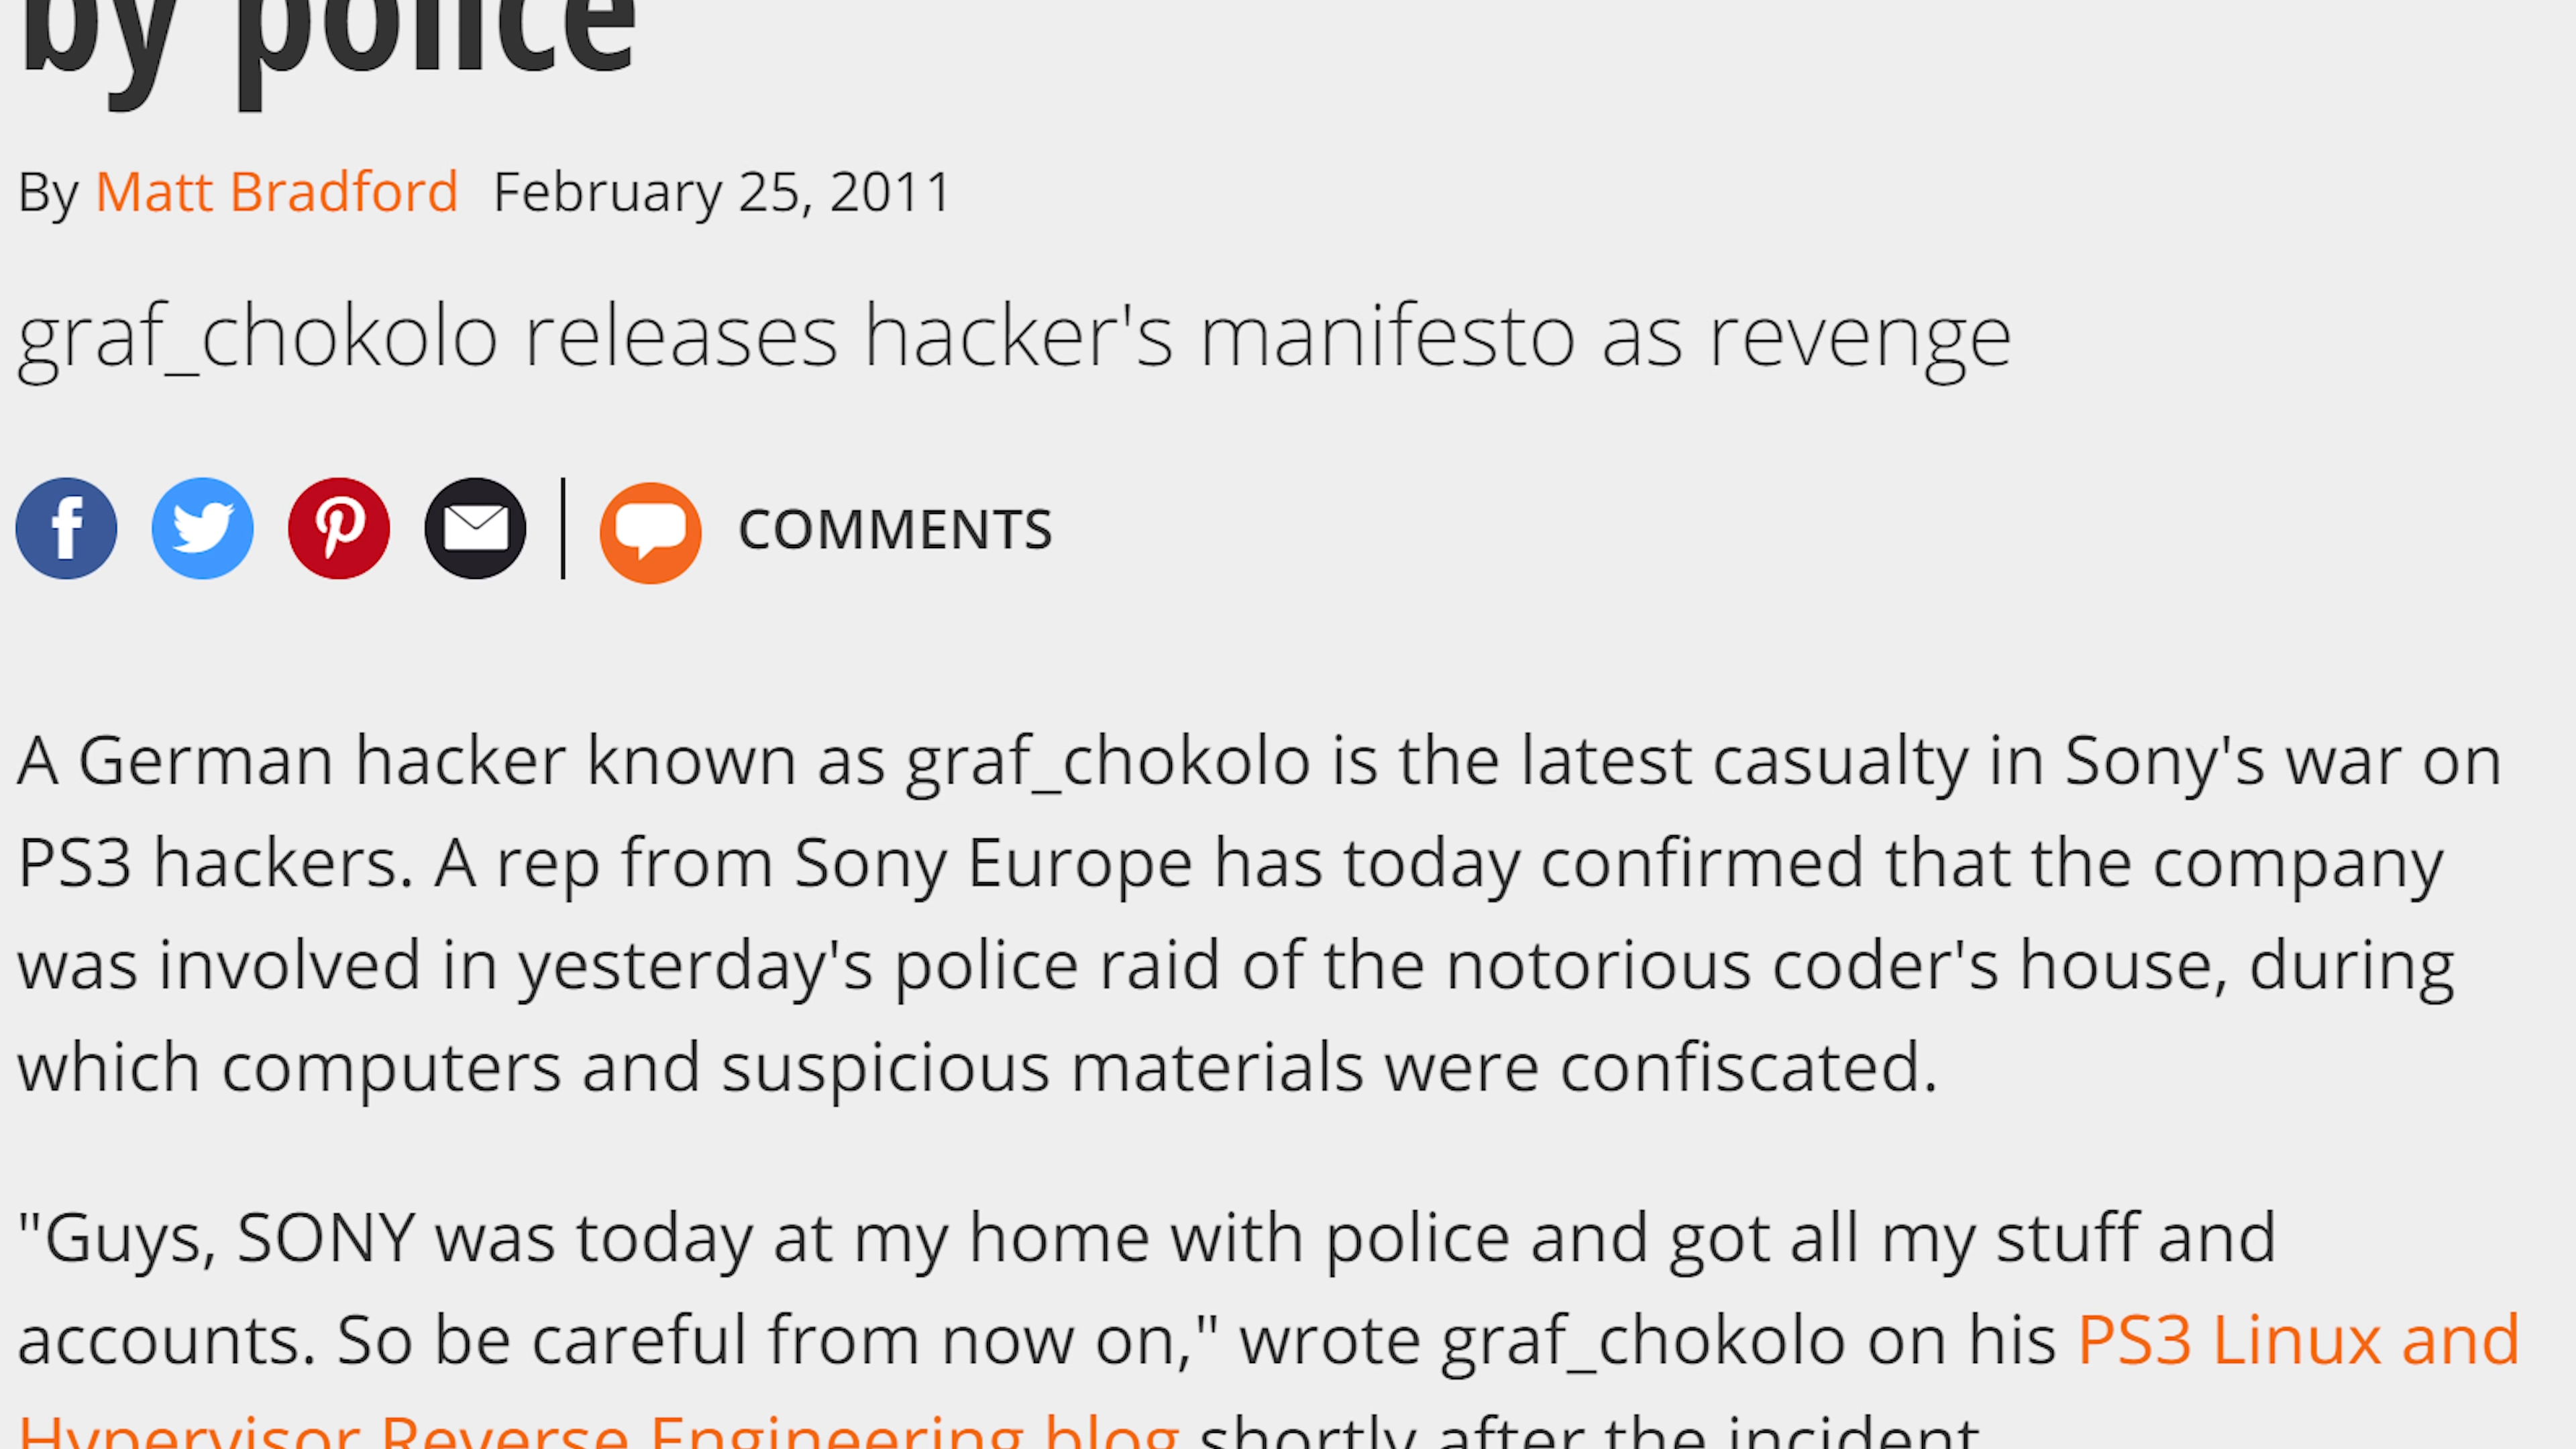 by police
By Matt Bradford February 25, 2011
graf_chokolo releases hacker's manifesto as revenge
f
COMMENTS
A German hacker known as graf_chokolo is the latest casualty in Sony's war on
PS3 hackers. A rep from Sony Europe has today confirmed that the company
was involved in yesterday's police raid of the notorious coder's house, during
which computers and suspicious materials were confiscated.
"Guys, SONY was today at my home with police and got all my stuff and
accounts. So be careful from now on," wrote graf_chokolo on his PS3 Linux and
Hypervisor Reverse Engineering blog shortly after the incident.